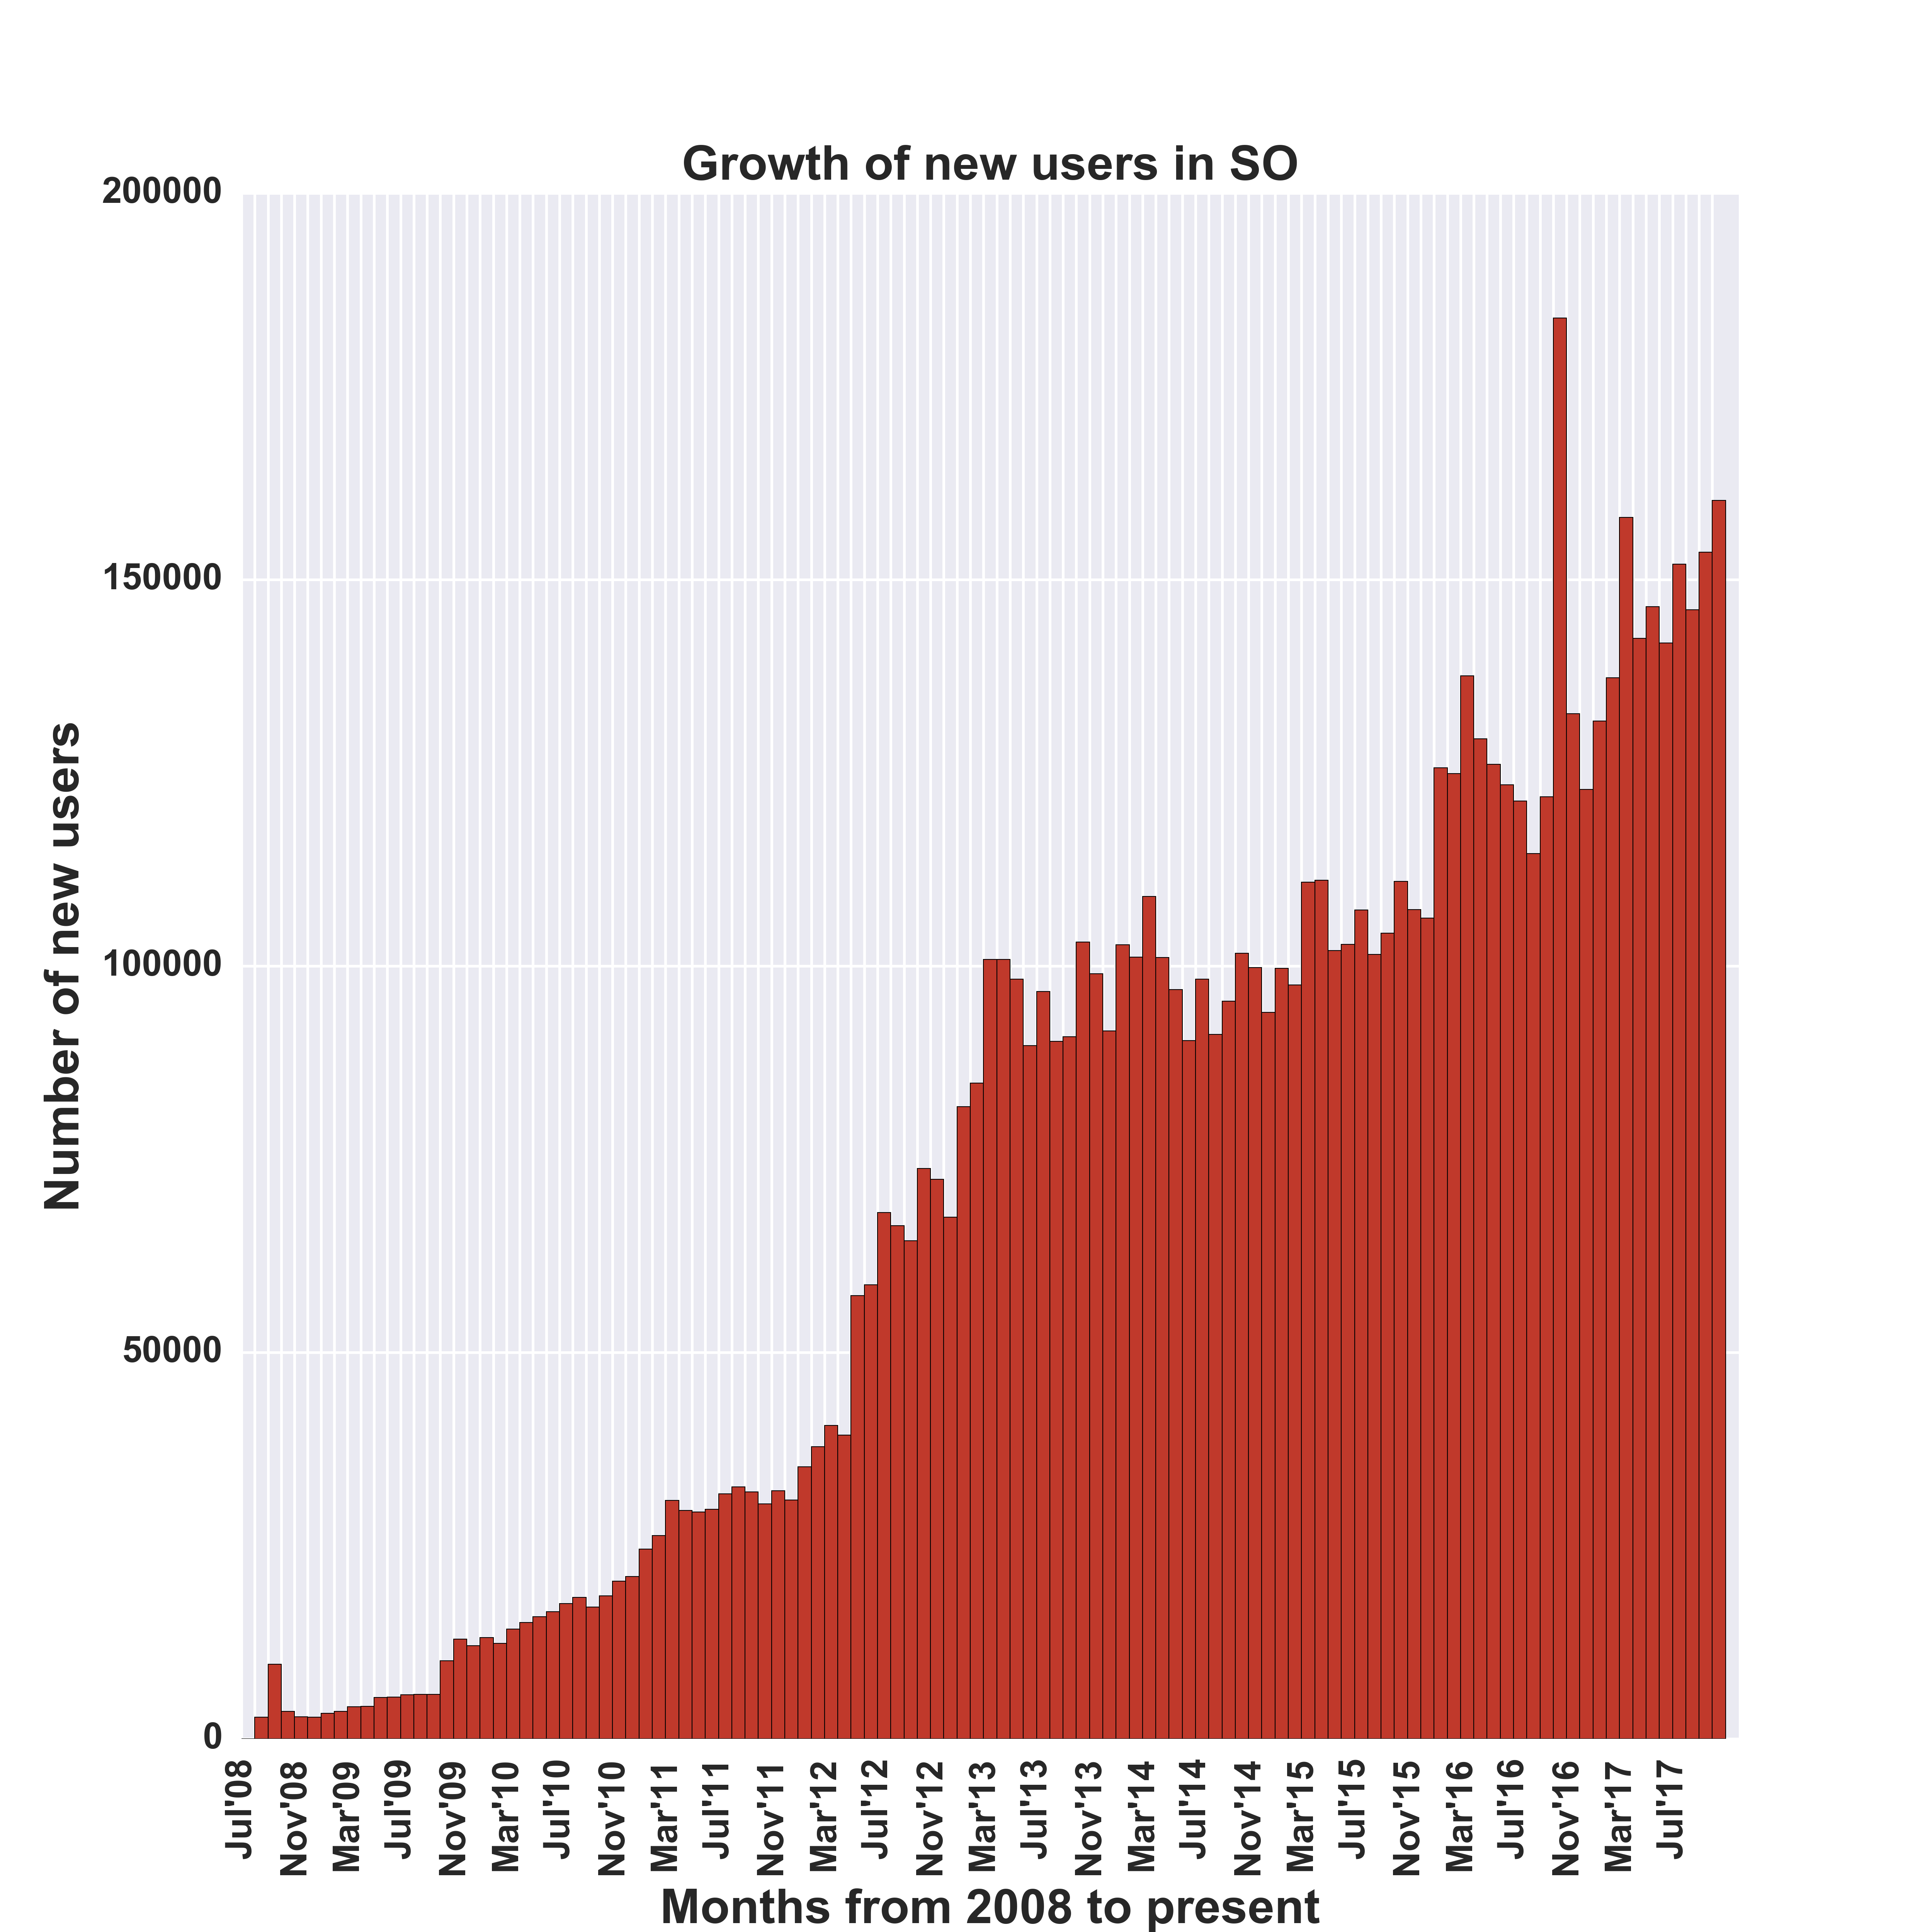 Growth of new users in SO
200000
150000
100000
50000
0
Number of new users
Jul'08
Nov'08
Mar'09
Jul'09
Nov'09
Mar'10
Jul'10
Nov'10
Mar'11
Jul'11
Nov'11
Mar'12
Jul'12
Nov'12
Mar'13
Jul'13
Nov'13
Mar'14
Jul'14
Nov'14
Mar'15
Jul'15
Nov'15
Mar'16
Jul'16
Nov'16
Mar'17
Jul'17
Months from 2008 to present